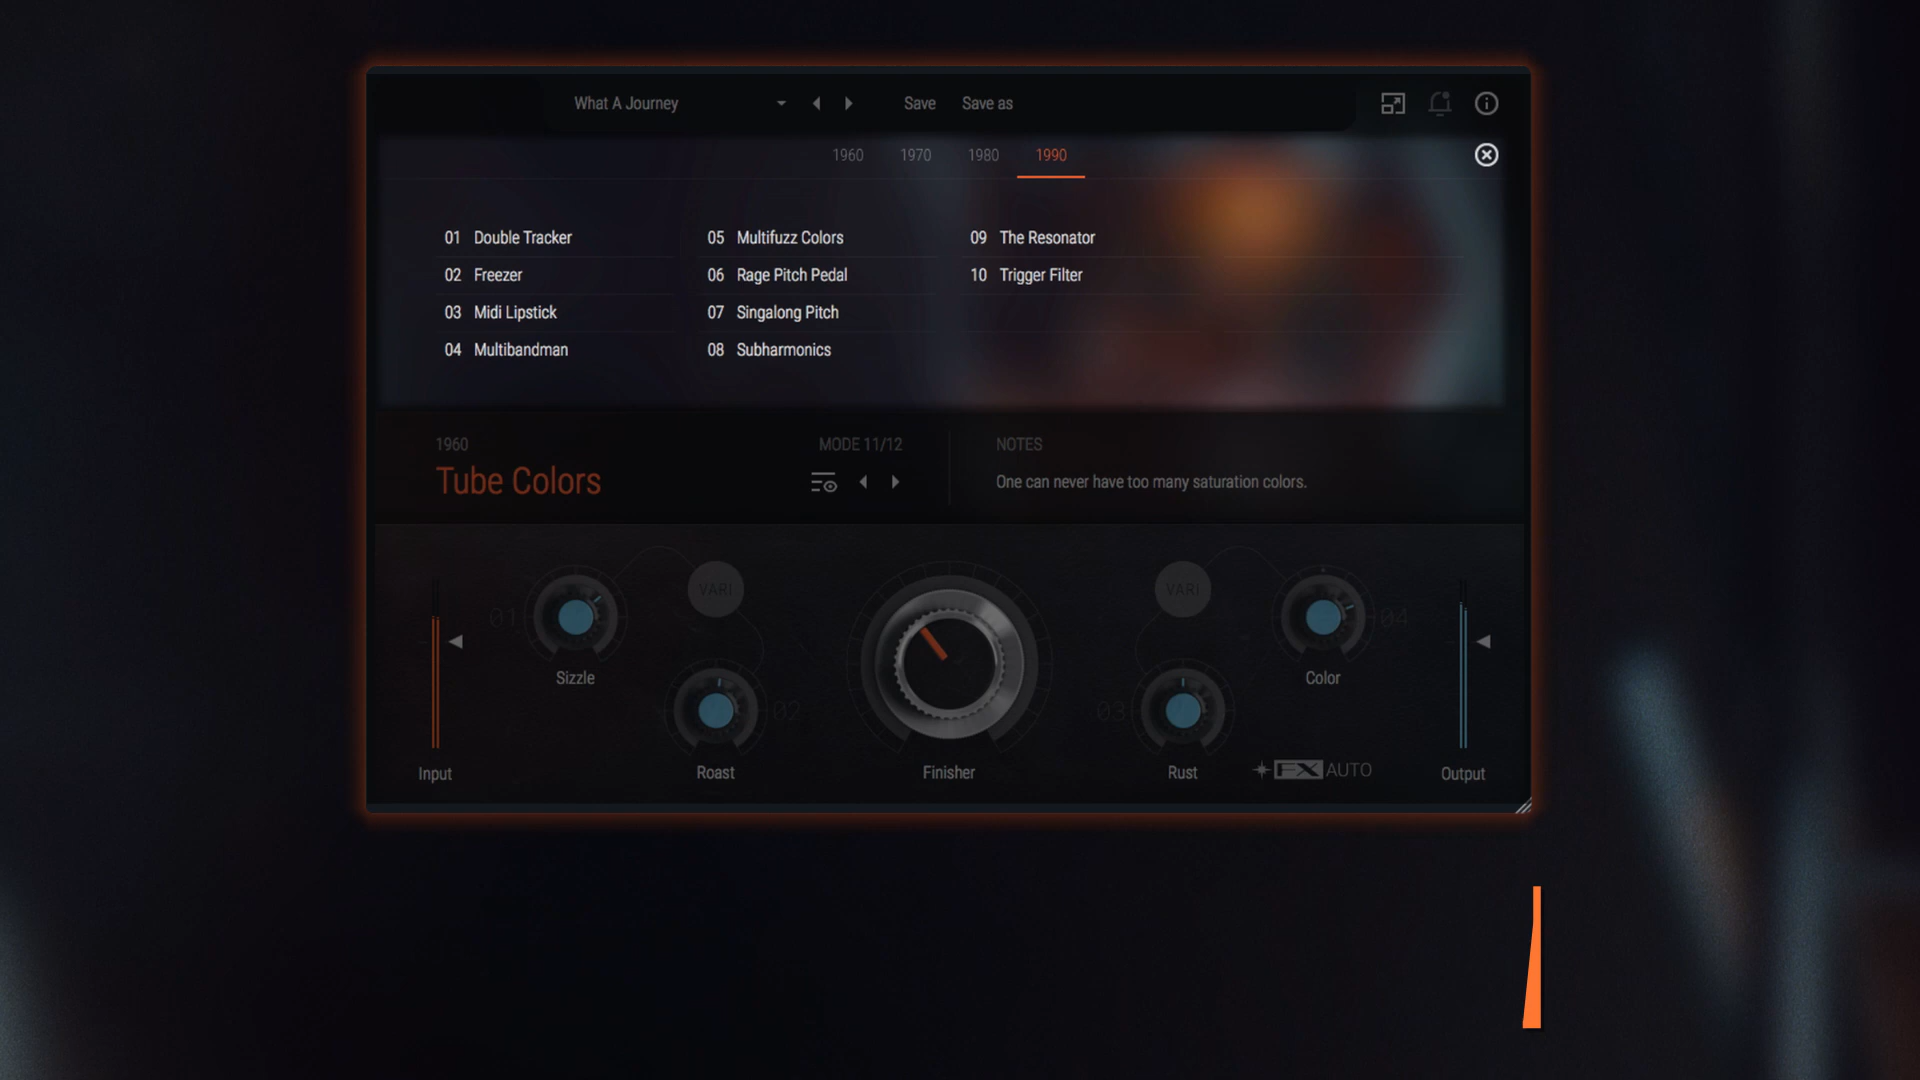 What A Journey Save Save as
1960 1970 1980 1990
01 Double Tracker 05 Multifuzz Colors 09 The Resonator
02 Freezer 06 Rage Pitch Pedal 10 Trigger Filter
03 Midi Lipstick 07 Singalong Pitch
04 Multibandman 08 Subharmonics
1960 MODE 11/12 NOTES
Tube Colors One can never have too many saturation colors.
VARI VARI
01 04
Sizzle Color
02 03
Input Roast Finisher Rust FX AUTO Output